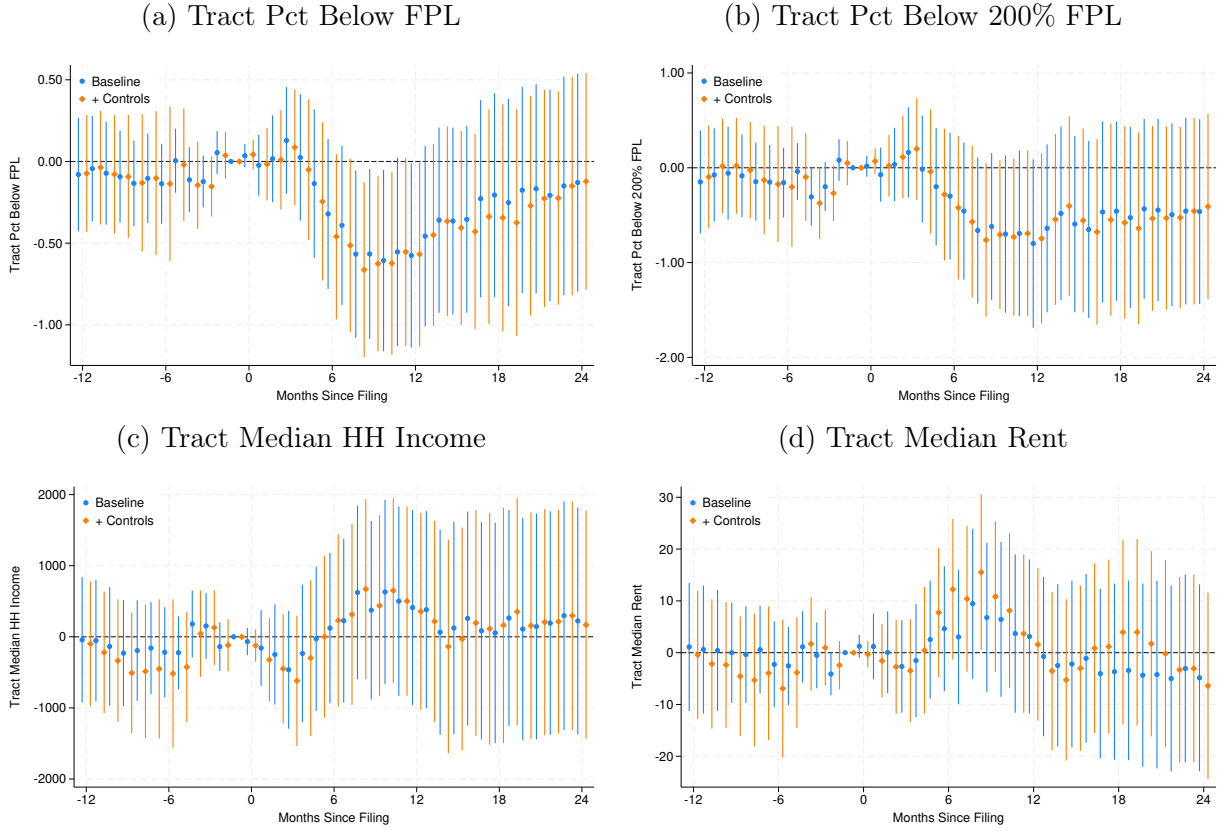 (a) Tract Pct Below FPL
Tract Pct Below FPL
0.50
0.00
-0.50
-1.00
Baseline
+ Controls
-12 -6 0 6 12 18 24
Months Since Filing
(b) Tract Pct Below 200% FPL
Tract Pct Below 200% FPL
1.00
0.00
-1.00
-2.00
Baseline
+ Controls
-12 -6 0 6 12 18 24
Months Since Filing
(c) Tract Median HH Income
Tract Median HH Income
2000
1000
0
-1000
-2000
Baseline
+ Controls
-12 -6 0 6 12 18 24
Months Since Filing
(d) Tract Median Rent
Tract Median Rent
30
20
10
0
-10
-20
Baseline
+ Controls
-12 -6 0 6 12 18 24
Months Since Filing